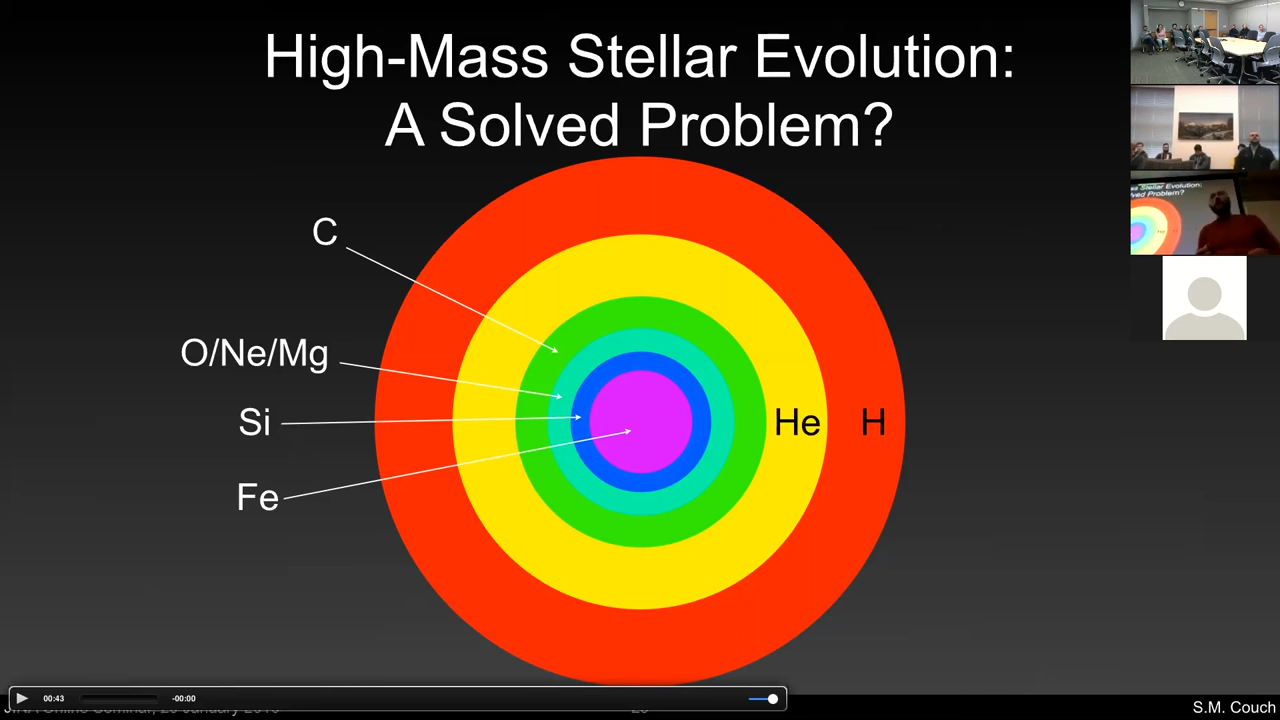 High-Mass Stellar Evolution:
A Solved Problem?
C
O/Ne/Mg
Si
Fe
He
H
00:43
-00:00
S.M. Couch